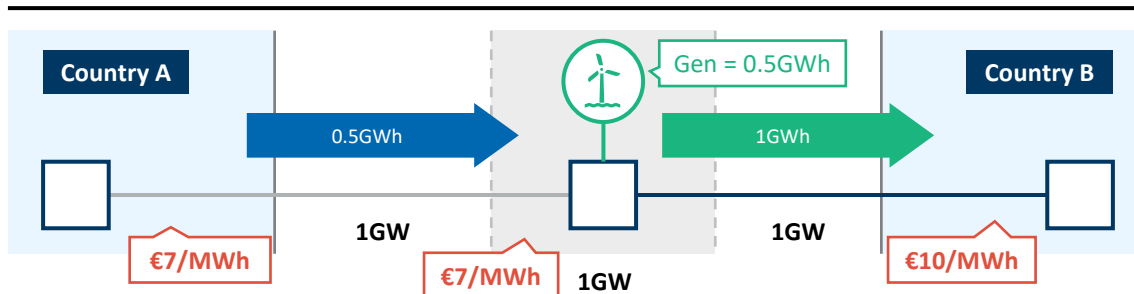 Country A
Gen = 0.5GWh
Country B
0.5GWh
1GWh
1GW
1GW
€7/MWh
€7/MWh
1GW
€10/MWh